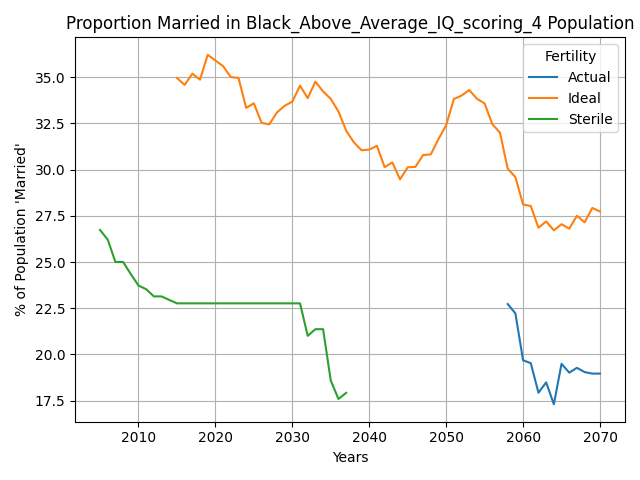 Proportion Married in Black_Above_Average_IQ_scoring_4 Population
% of Population 'Married'
35.0
32.5
30.0
27.5
25.0
22.5
20.0
17.5
Fertility
Actual
Ideal
Sterile
2010 2020 2030 2040 2050 2060 2070
Years